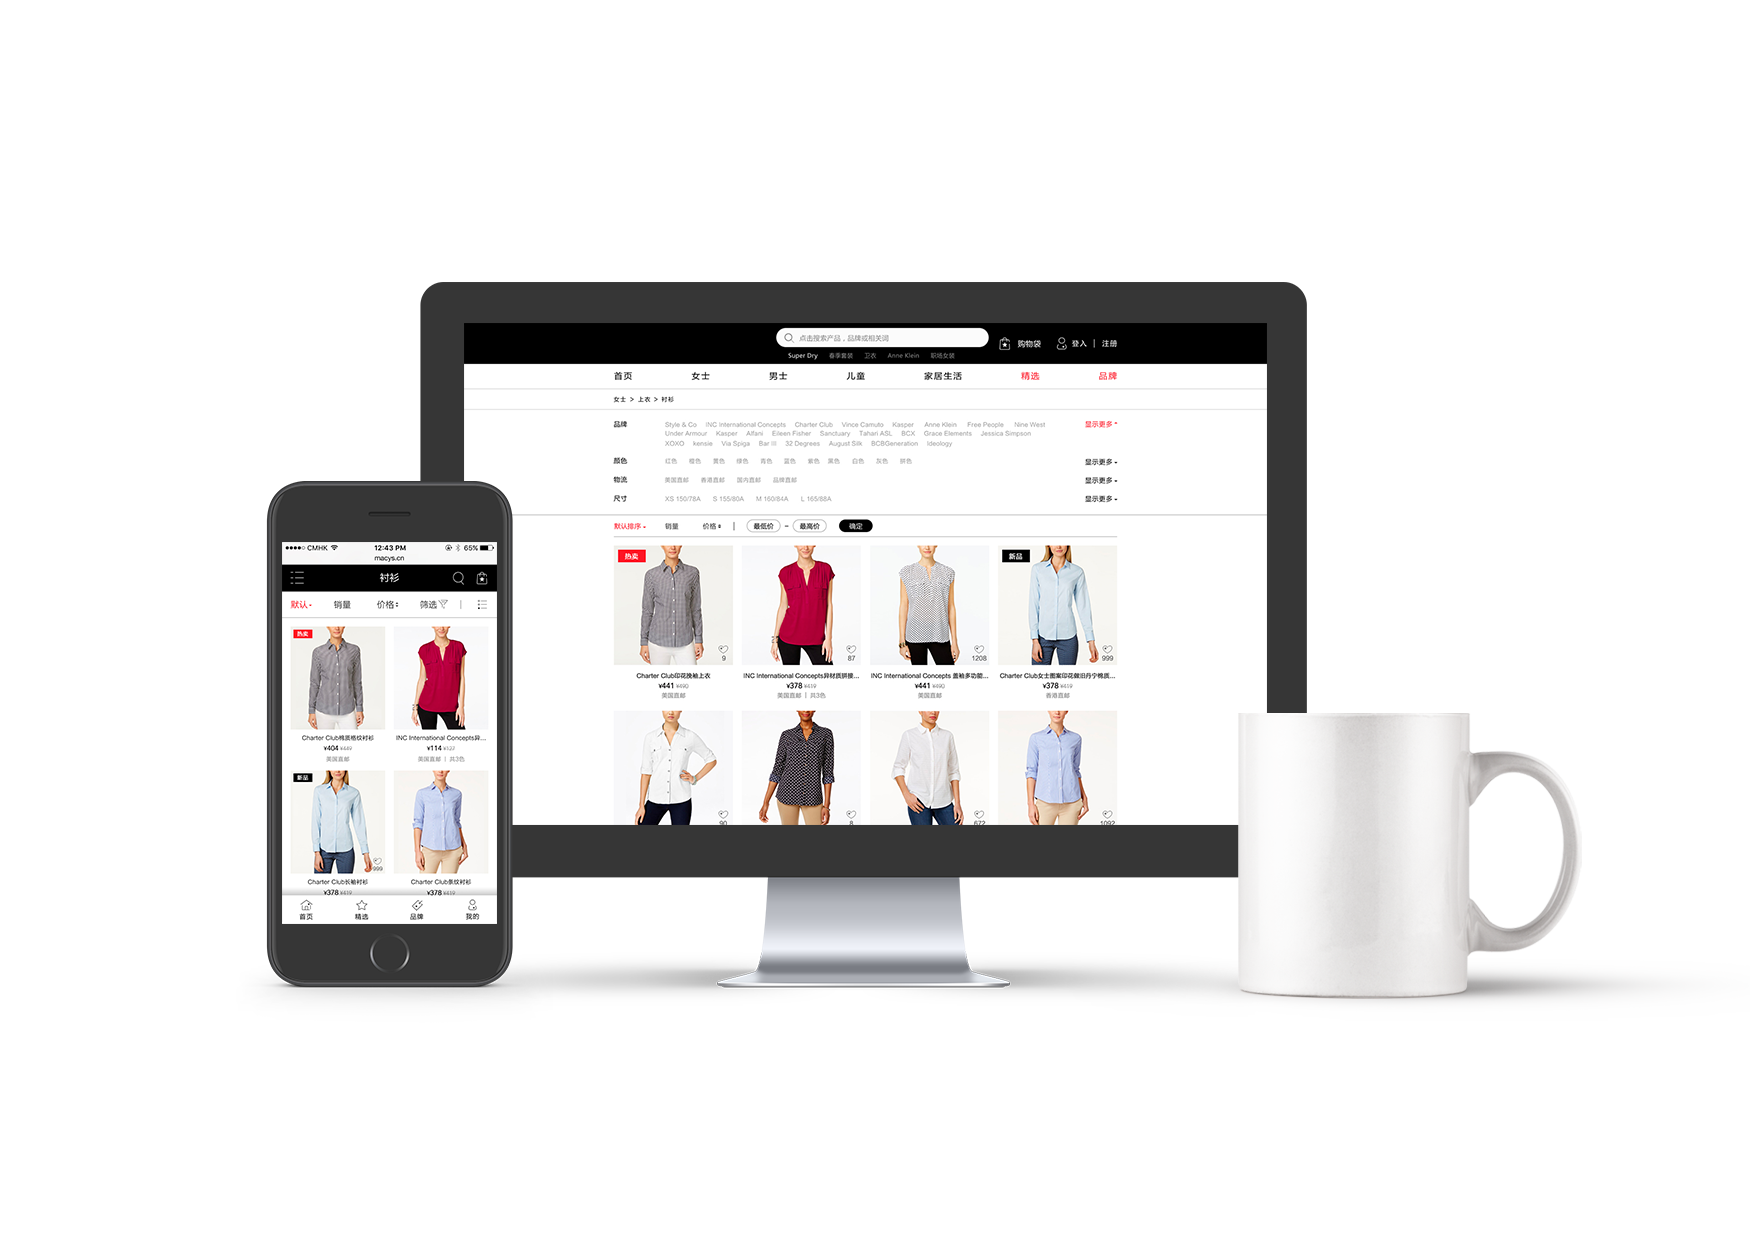 点击搜索产品，品牌或相关词
购物袋
登入 | 注册
Super Dry 春季套装 卫衣 Anne Klein 职场女装
首页 女士 男士 儿童 家居生活 精选 品牌
女士 > 上衣 > 衬衫
品牌 Style & Co INC International Concepts Charter Club Vince Camuto Kasper Anne Klein Free People Nine West 显示更多
Under Armour Kasper Alfani Eileen Fisher Sanctuary Tahari ASL BCX Grace Elements Jessica Simpson
XOXO kensie Via Spiga Bar III 32 Degrees August Silk BCBGeneration Ideology
颜色 红色 橙色 黄色 绿色 青色 蓝色 紫色 黑色 白色 灰色 拼色 显示更多
物流 美国直邮 香港直邮 国内直邮 品牌直邮 显示更多
尺寸 XS 150/78A S 155/80A M 160/84A L 165/88A 显示更多
默认排序 销量 价格 | 最低价 – 最高价 确定
热卖 新品
9 87 1208 999
Charter Club印花挽袖上衣 INC International Concepts异材质拼接... INC International Concepts 盖袖多功能... Charter Club女士图案印花做旧丹宁棉质...
¥441 ¥490 ¥378 ¥419 ¥441 ¥490 ¥378 ¥419
美国直邮 美国直邮 | 共3色 美国直邮 香港直邮
90 8 672 1092
CMHK 12:43 PM 65%
macys.cn
衬衫
默认 销量 价格 筛选 |
热卖
Charter Club棉质格纹衬衫 INC International Concepts异...
¥404 ¥449 ¥114 ¥127
美国直邮 美国直邮 | 共3色
新品
999
Charter Club长袖衬衫 Charter Club条纹衬衫
¥378 ¥419 ¥378 ¥419
首页 精选 品牌 我的